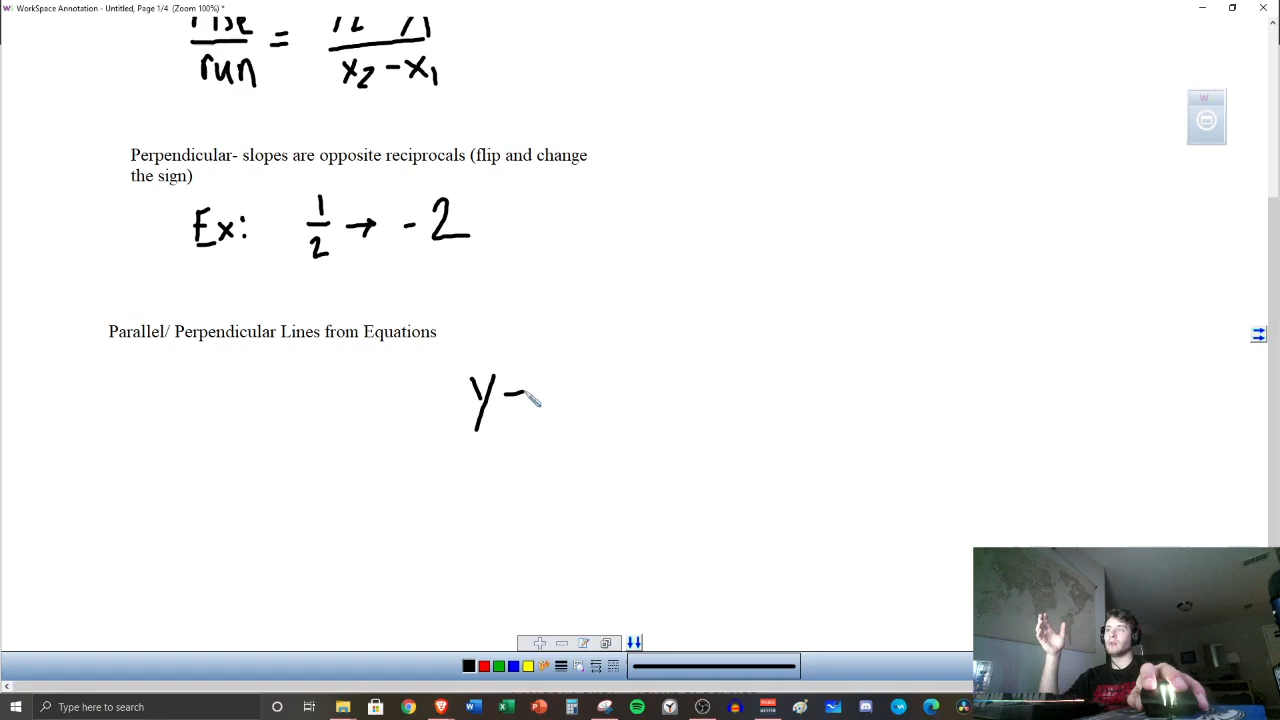 WorkSpace Annotation - Untitled, Page 1/4 (Zoom 100%) *
rise
run = x2 - x1
Perpendicular- slopes are opposite reciprocals (flip and change
the sign)
Ex: 1/2 → - 2
Parallel/ Perpendicular Lines from Equations
y -
Type here to search